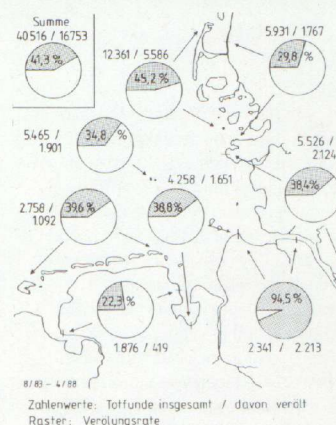 Summe
40516 / 16753
41,3 %
12.361 / 5.586
45,2 %
5.931 / 1767
29,8 %
5.465 /
1.901
34,8 %
5.526 /
2.124
38,4%
2.758 /
1.092
39,6 %
4.258 / 1.651
38,8%
22,3 %
1.876 / 419
94,5 %
2.341 / 2.213
8/83 - 4/88
Zahlenwerte: Totfunde insgesamt / davon verölt
Raster: Verölungsrate